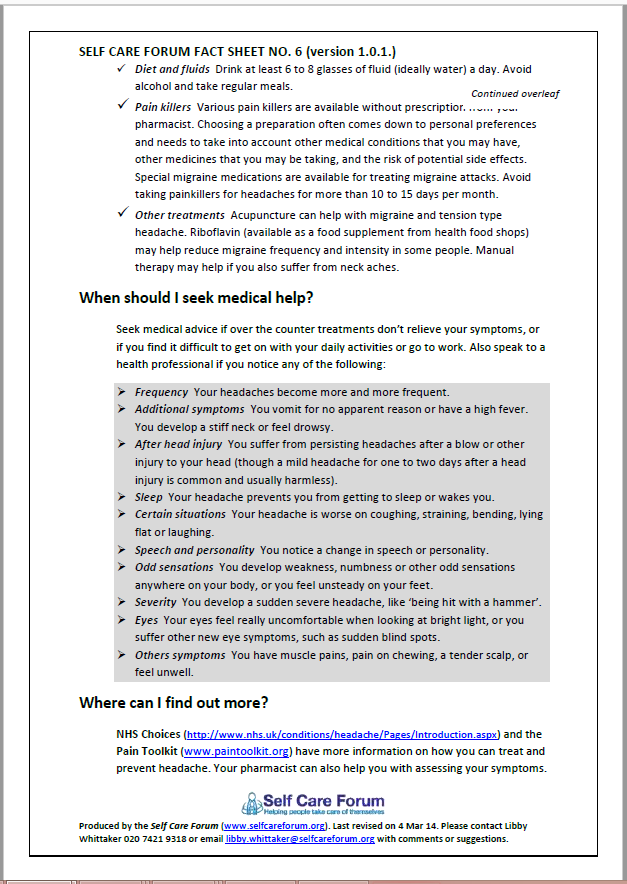 SELF CARE FORUM FACT SHEET NO. 6 (version 1.0.1.)
✓ Diet and fluids Drink at least 6 to 8 glasses of fluid (ideally water) a day. Avoid
alcohol and take regular meals.
Continued overleaf
✓ Pain killers Various pain killers are available without prescription from your
pharmacist. Choosing a preparation often comes down to personal preferences
and needs to take into account other medical conditions that you may have,
other medicines that you may be taking, and the risk of potential side effects.
Special migraine medications are available for treating migraine attacks. Avoid
taking painkillers for headaches for more than 10 to 15 days per month.
✓ Other treatments Acupuncture can help with migraine and tension type
headache. Riboflavin (available as a food supplement from health food shops)
may help reduce migraine frequency and intensity in some people. Manual
therapy may help if you also suffer from neck aches.
When should I seek medical help?
Seek medical advice if over the counter treatments don't relieve your symptoms, or
if you find it difficult to get on with your daily activities or go to work. Also speak to a
health professional if you notice any of the following:
➢ Frequency Your headaches become more and more frequent.
➢ Additional symptoms You vomit for no apparent reason or have a high fever.
You develop a stiff neck or feel drowsy.
➢ After head injury You suffer from persisting headaches after a blow or other
injury to your head (though a mild headache for one to two days after a head
injury is common and usually harmless).
➢ Sleep Your headache prevents you from getting to sleep or wakes you.
➢ Certain situations Your headache is worse on coughing, straining, bending, lying
flat or laughing.
➢ Speech and personality You notice a change in speech or personality.
➢ Odd sensations You develop weakness, numbness or other odd sensations
anywhere on your body, or you feel unsteady on your feet.
➢ Severity You develop a sudden severe headache, like 'being hit with a hammer'.
➢ Eyes Your eyes feel really uncomfortable when looking at bright light, or you
suffer other new eye symptoms, such as sudden blind spots.
➢ Others symptoms You have muscle pains, pain on chewing, a tender scalp, or
feel unwell.
Where can I find out more?
NHS Choices (http://www.nhs.uk/conditions/headache/Pages/Introduction.aspx) and the
Pain Toolkit (www.paintoolkit.org) have more information on how you can treat and
prevent headache. Your pharmacist can also help you with assessing your symptoms.
Self Care Forum
Helping people take care of themselves
Produced by the Self Care Forum (www.selfcareforum.org). Last revised on 4 Mar 14. Please contact Libby
Whittaker 020 7421 9318 or email libby.whittaker@selfcareforum.org with comments or suggestions.